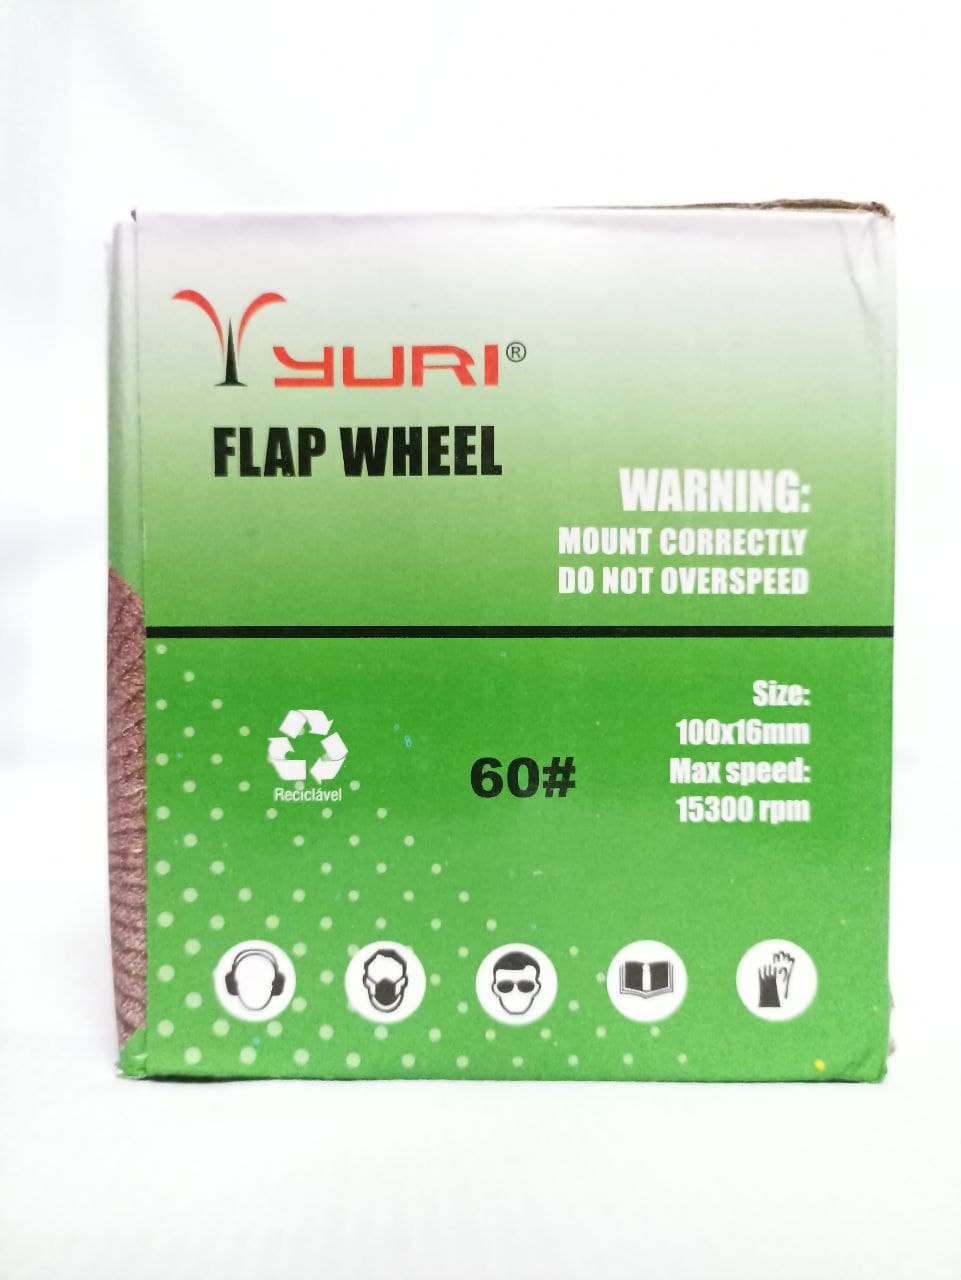 YURI®
FLAP WHEEL
WARNING:
MOUNT CORRECTLY
DO NOT OVERSPEED
Size:
100x16mm
Max speed:
15300 rpm
60#
Reciclável